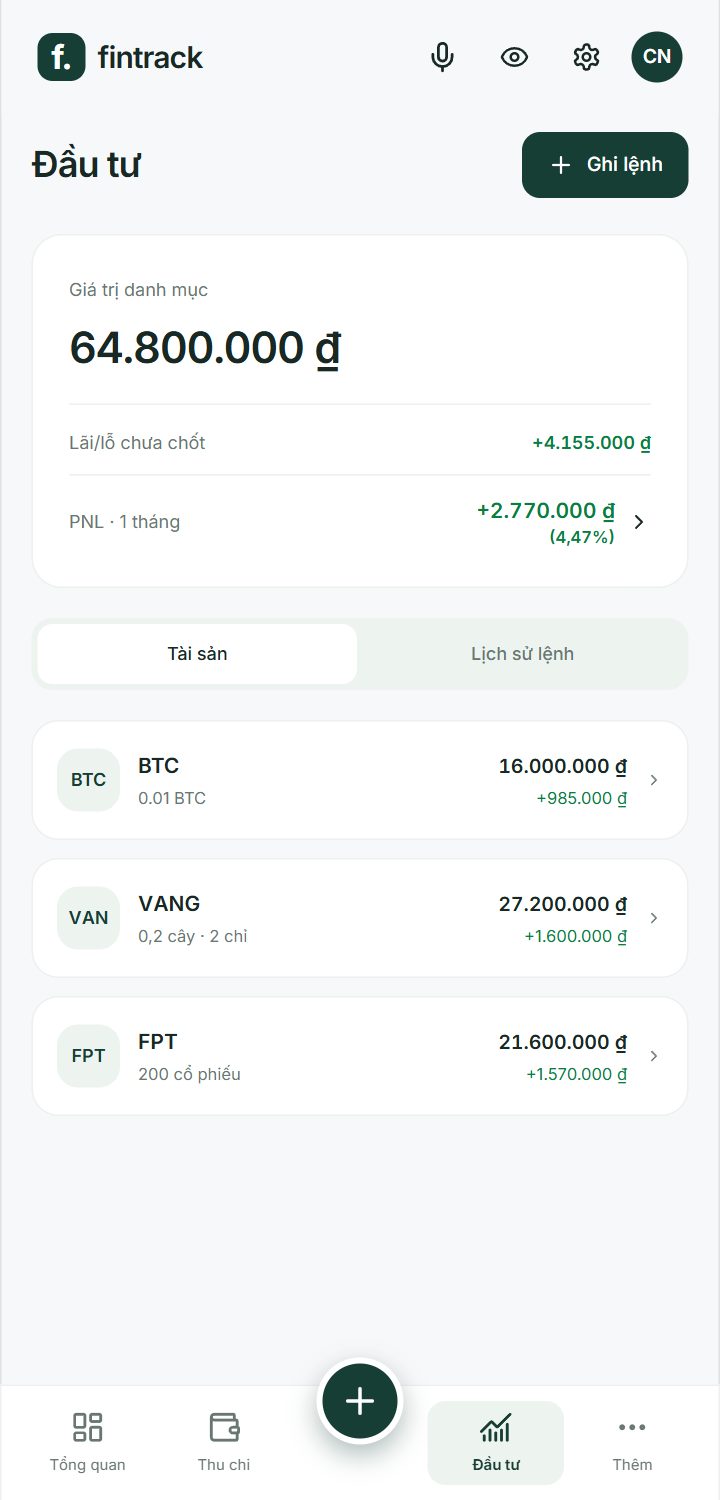 f. fintrack CN
Đầu tư
+ Ghi lệnh
Giá trị danh mục
64.800.000 ₫
Lãi/lỗ chưa chốt +4.155.000 ₫
PNL · 1 tháng +2.770.000 ₫
(4,47%)
Tài sản Lịch sử lệnh
BTC BTC 16.000.000 ₫
0.01 BTC +985.000 ₫
VAN VANG 27.200.000 ₫
0,2 cây · 2 chỉ +1.600.000 ₫
FPT FPT 21.600.000 ₫
200 cổ phiếu +1.570.000 ₫
Tổng quan Thu chi Đầu tư Thêm